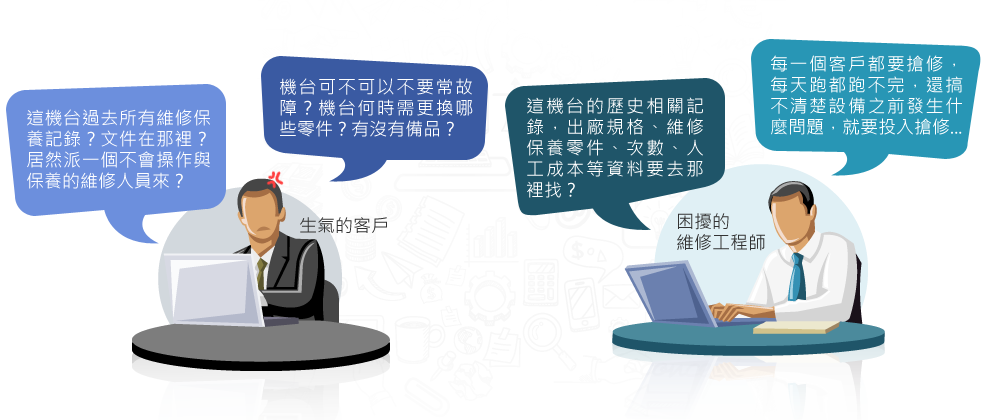 這機台過去所有維修保
養記錄？文件在那裡？
居然派一個不會操作與
保養的維修人員來？
機台可不可以不要常故
障？機台何時需更換哪
些零件？有沒有備品？
生氣的客戶
這機台的歷史相關記
錄，出廠規格、維修
保養零件、次數、人
工成本等資料要去那
裡找？
每一個客戶都要搶修，
每天跑都跑不完，還搞
不清楚設備之前發生什
麼問題，就要投入搶修...
困擾的
維修工程師